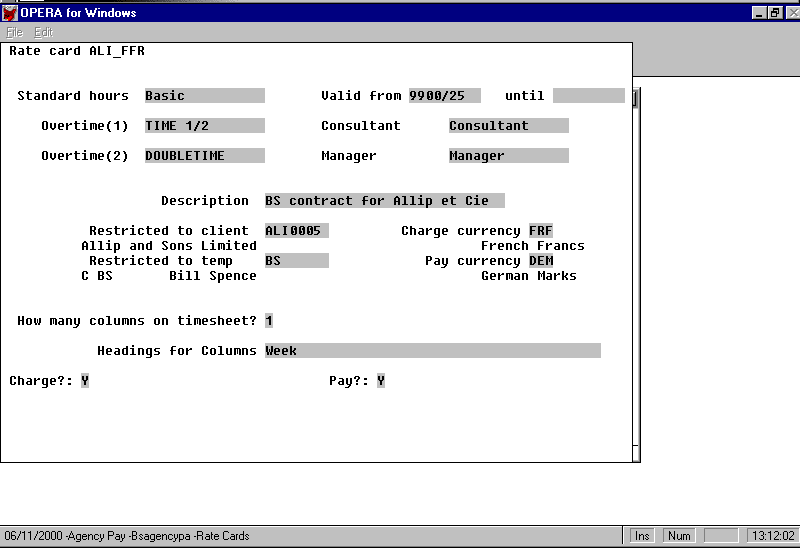 OPERA for Windows
File Edit
Rate card ALI_FFR
Standard hours Basic Valid from 9900/25 until
Overtime(1) TIME 1/2 Consultant Consultant
Overtime(2) DOUBLETIME Manager Manager
Description BS contract for Allip et Cie
Restricted to client ALI0005 Charge currency FRF
Allip and Sons Limited French Francs
Restricted to temp BS Pay currency DEM
C BS Bill Spence German Marks
How many columns on timesheet? 1
Headings for Columns Week
Charge?: Y Pay?: Y
06/11/2000 -Agency Pay -Bsagencypa -Rate Cards Ins Num 13:12:02